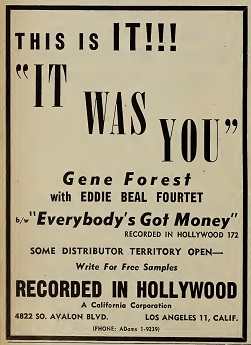 THIS IS IT!!!
"IT
WAS
YOU"
Gene Forest
with EDDIE BEAL FOURTET
b/w "Everybody's Got Money"
RECORDED IN HOLLYWOOD 172
SOME DISTRIBUTOR TERRITORY OPEN—
Write For Free Samples
RECORDED IN HOLLYWOOD
A California Corporation
4822 SO. AVALON BLVD. LOS ANGELES 11, CALIF.
(PHONE: ADams 1-9239)